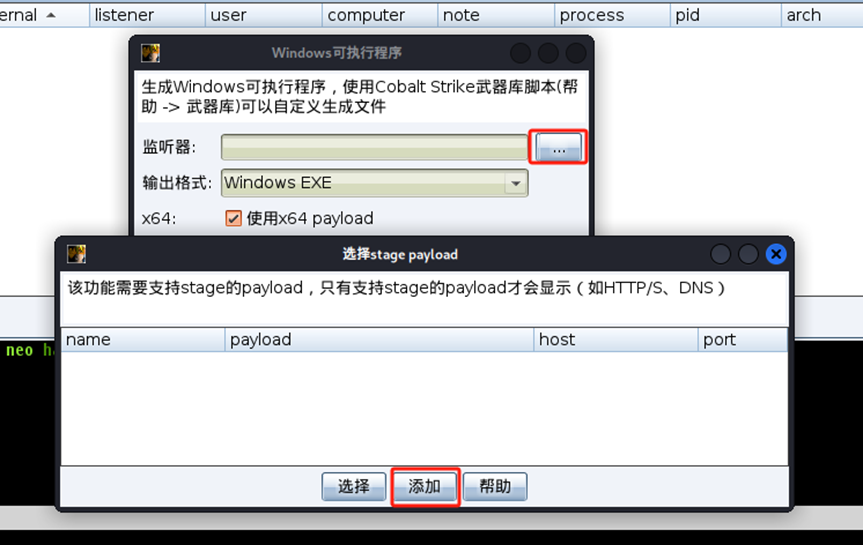 ernal listener user computer note process pid arch
Windows可执行程序
生成Windows可执行程序，使用Cobalt Strike武器库脚本(帮
助 -> 武器库)可以自定义生成文件
监听器: ...
输出格式: Windows EXE
x64: 使用x64 payload
选择stage payload
该功能需要支持stage的payload，只有支持stage的payload才会显示（如HTTP/S、DNS）
name payload host port
neo
选择 添加 帮助